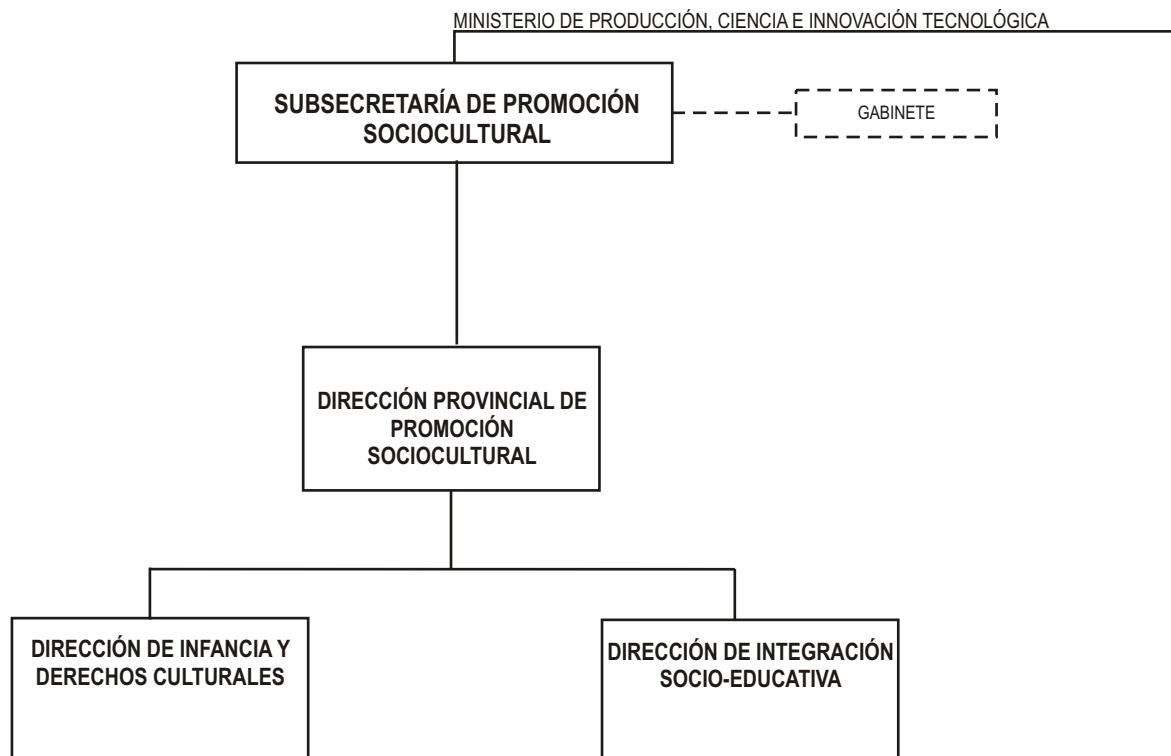 MINISTERIO DE PRODUCCIÓN, CIENCIA E INNOVACIÓN TECNOLÓGICA
SUBSECRETARÍA DE PROMOCIÓN
SOCIOCULTURAL
GABINETE
DIRECCIÓN PROVINCIAL DE
PROMOCIÓN
SOCIOCULTURAL
DIRECCIÓN DE INFANCIA Y
DERECHOS CULTURALES
DIRECCIÓN DE INTEGRACIÓN
SOCIO-EDUCATIVA